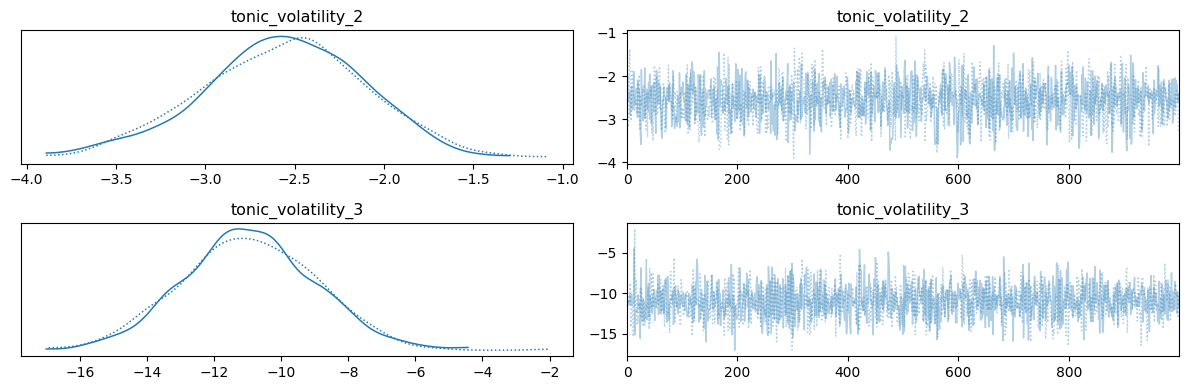 tonic_volatility_2
−4.0 −3.5 −3.0 −2.5 −2.0 −1.5 −1.0
tonic_volatility_2
−1
−2
−3
−4
0 200 400 600 800
tonic_volatility_3
−16 −14 −12 −10 −8 −6 −4 −2
tonic_volatility_3
−5
−10
−15
0 200 400 600 800